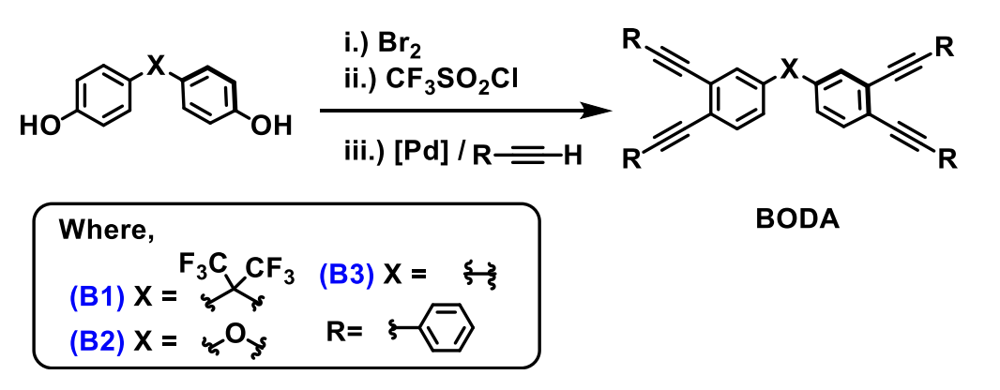 HO
X
OH
i.) Br₂
ii.) CF₃SO₂Cl
iii.) [Pd] / R H
R
R
X
R
R
BODA
Where,
F₃C CF₃
(B1) X =
(B2) X = O
(B3) X =
R=